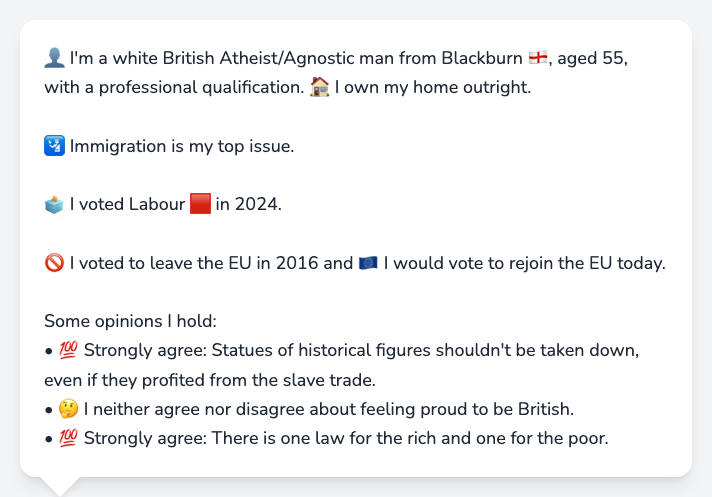 👤 I'm a white British Atheist/Agnostic man from Blackburn 🏴󠁧󠁢󠁥󠁮󠁧󠁿, aged 55,
with a professional qualification. 🏠 I own my home outright.
🛂 Immigration is my top issue.
🗳️ I voted Labour 🟥 in 2024.
🚫 I voted to leave the EU in 2016 and 🇪🇺 I would vote to rejoin the EU today.
Some opinions I hold:
• 💯 Strongly agree: Statues of historical figures shouldn't be taken down,
even if they profited from the slave trade.
• 🤔 I neither agree nor disagree about feeling proud to be British.
• 💯 Strongly agree: There is one law for the rich and one for the poor.